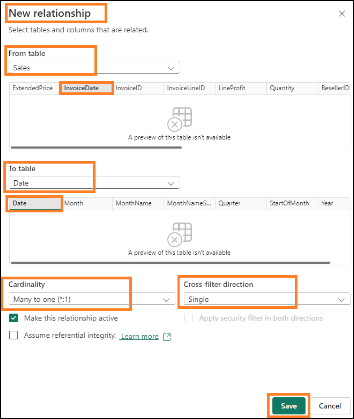 New relationship
Select tables and columns that are related.
From table
Sales
ExtendedPrice InvoiceDate InvoiceID InvoiceLineID LineProfit Quantity ResellerID
A preview of this table isn't available
To table
Date
Date Month MonthName MonthNameS... Quarter StartOfMonth Year
A preview of this table isn't available
Cardinality Cross-filter direction
Many to one (*:1) Single
Make this relationship active Apply security filter in both directions
Assume referential integrity. Learn more
Save Cancel